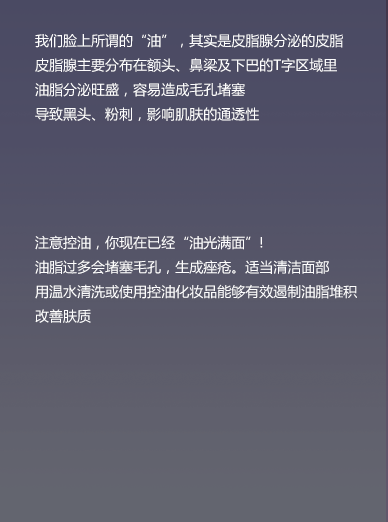 我们脸上所谓的“油”，其实是皮脂腺分泌的皮脂
皮脂腺主要分布在额头、鼻梁及下巴的T字区域里
油脂分泌旺盛，容易造成毛孔堵塞
导致黑头、粉刺，影响肌肤的通透性
注意控油，你现在已经“油光满面”!
油脂过多会堵塞毛孔，生成痤疮。适当清洁面部
用温水清洗或使用控油化妆品能够有效遏制油脂堆积
改善肤质